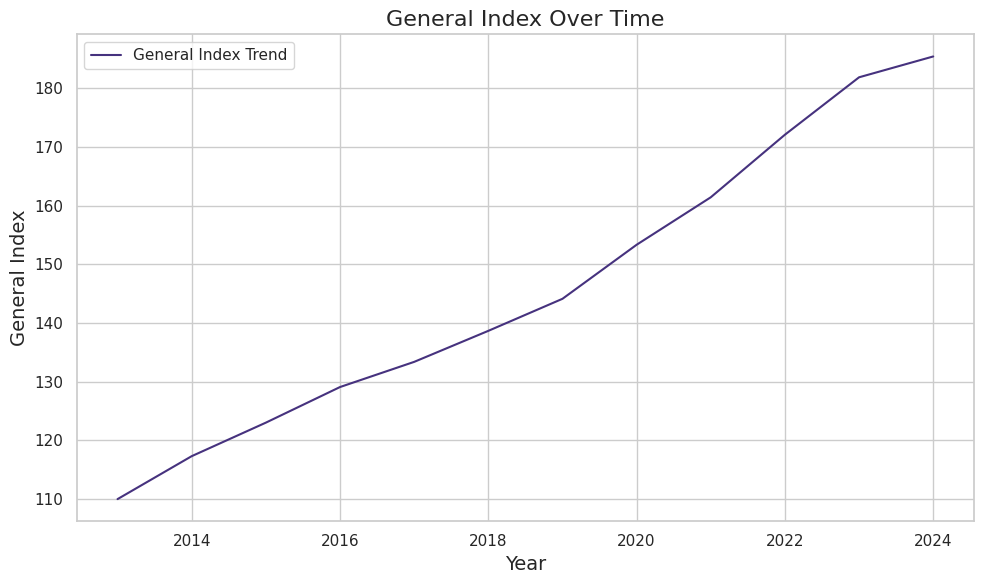 General Index Over Time
General Index Trend
General Index
180
170
160
150
140
130
120
110
2014 2016 2018 2020 2022 2024
Year